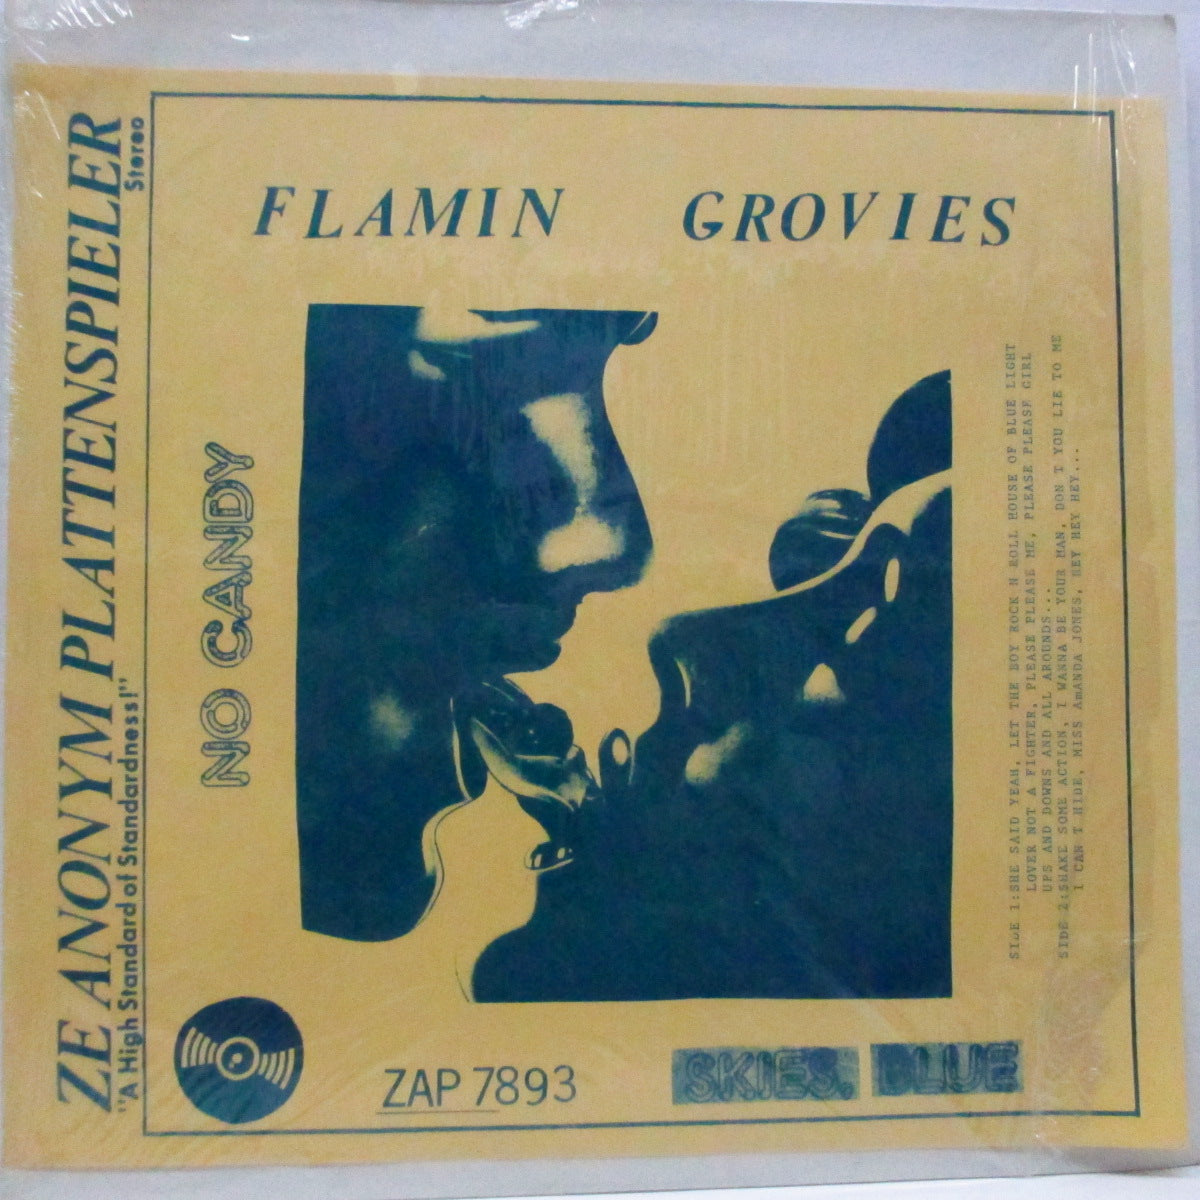 ZE ANONYM PLATTENSPIELER
"A High Standard of Standardness!" Stereo
FLAMIN GROVIES
NO CANDY
SIDE 1:SHE SAID YEAH, LET THE BOY ROCK N ROLL HOUSE OF BLUE LIGHT
LOVER NOT A FIGHTER, PLEASE PLEASE ME, PLEASE PLEASE GIRL
UPS AND DOWNS AND ALL AROUNDS...
SIDE 2:SHAKE SOME ACTION, I WANNA BE YOUR MAN, DON T YOU LIE TO ME
I CAN T HIDE, MISS AmANDA JONES, HEY HEY HEY...
ZAP 7893
SKIES, BLUE